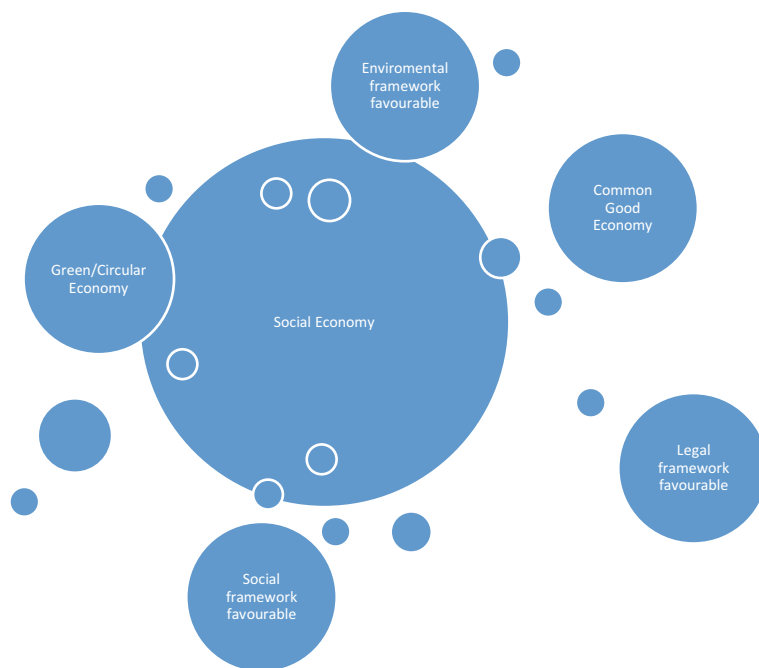 Enviromental
framework
favourable
Common
Good
Economy
Green/Circular
Economy
Social Economy
Legal
framework
favourable
Social
framework
favourable